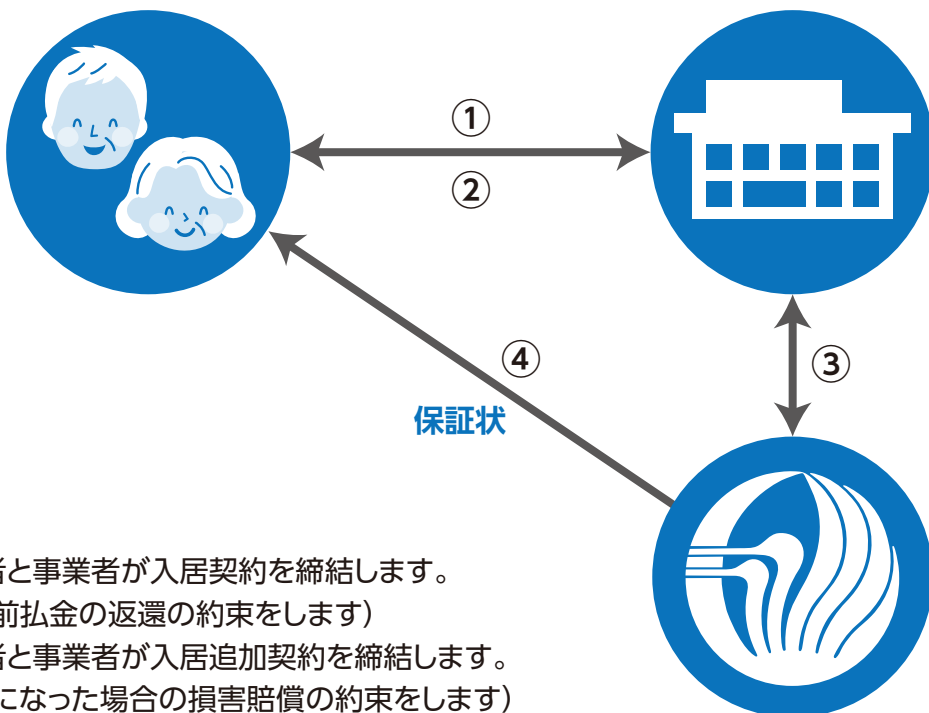 ①
②
③
④
保証状
者と事業者が入居契約を締結します。
前払金の返還の約束をします）
者と事業者が入居追加契約を締結します。
になった場合の損害賠償の約束をします）